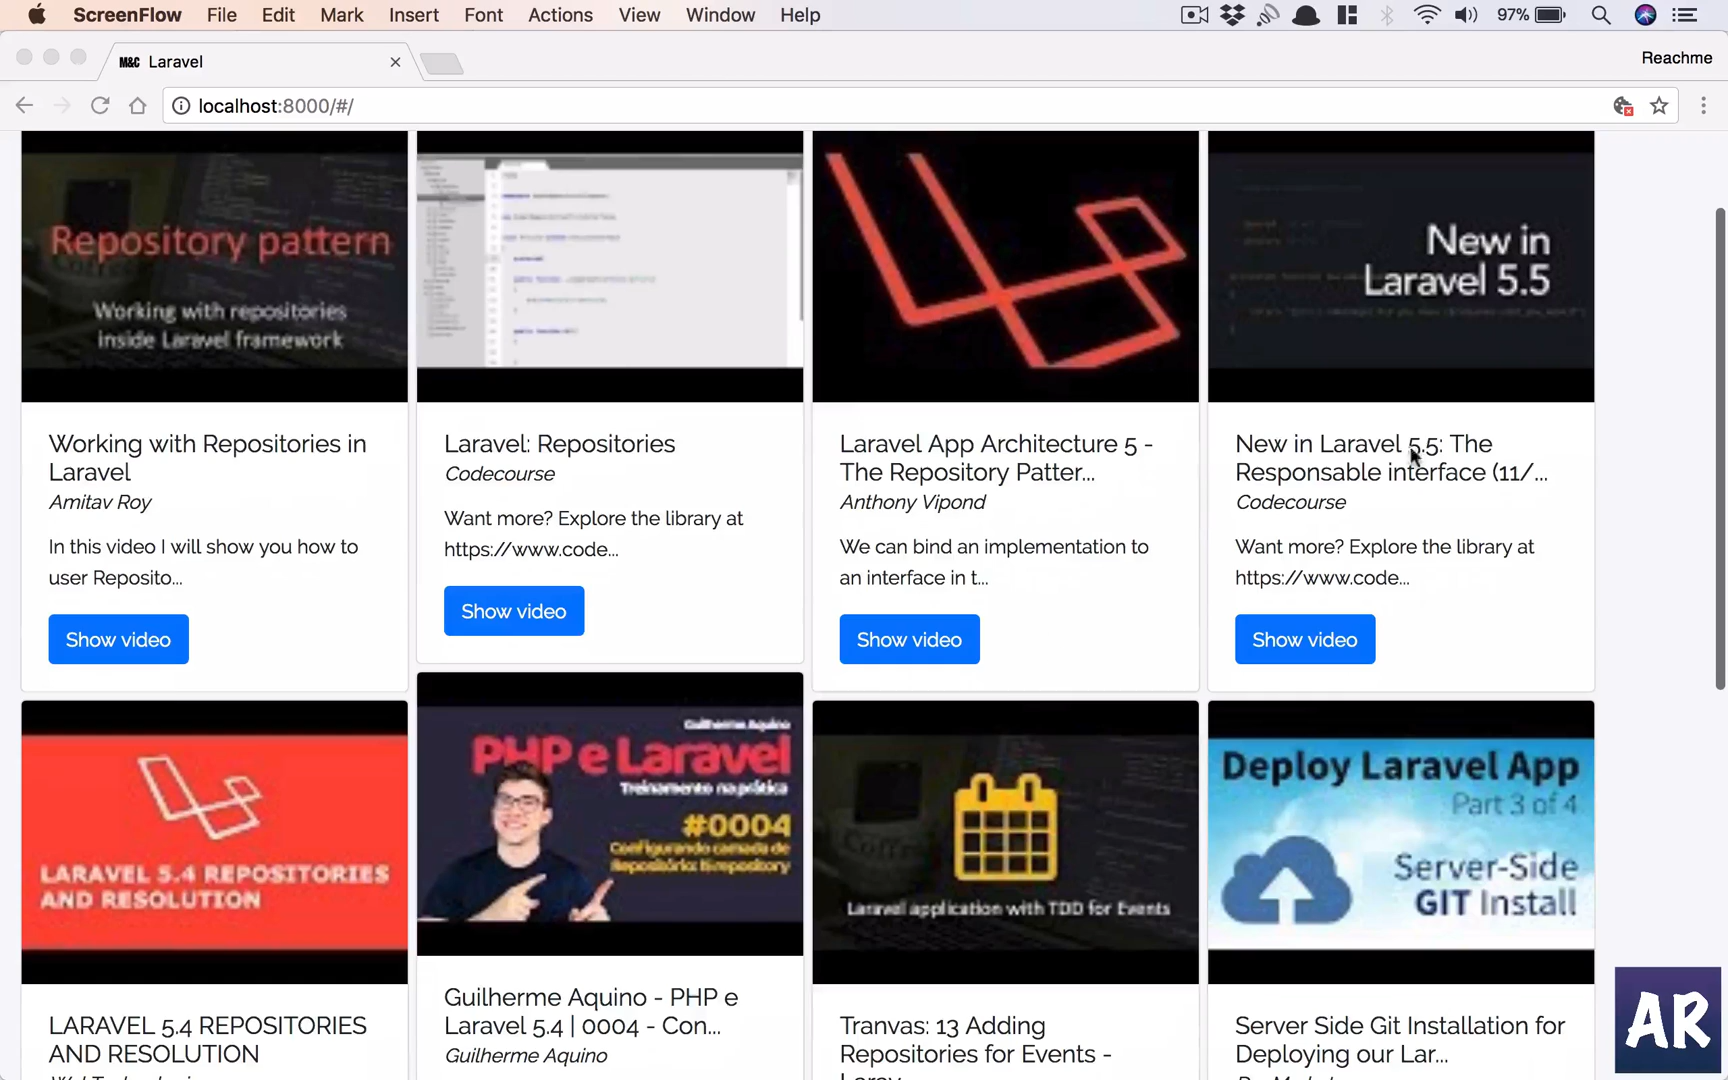 ScreenFlow File Edit Mark Insert Font Actions View Window Help 97%
M&C Laravel Reachme
localhost:8000/#/
Repository pattern
Working with repositories
inside Laravel framework
New in
Laravel 5.5
Working with Repositories in
Laravel
Amitav Roy
In this video I will show you how to
user Reposito...
Show video
Laravel: Repositories
Codecourse
Want more? Explore the library at
https://www.code...
Show video
Laravel App Architecture 5 -
The Repository Patter...
Anthony Vipond
We can bind an implementation to
an interface in t...
Show video
New in Laravel 5.5: The
Responsable interface (11/...
Codecourse
Want more? Explore the library at
https://www.code...
Show video
LARAVEL 5.4 REPOSITORIES
AND RESOLUTION
Guilherme Aquino
PHP e Laravel
Treinamento na prática
#0004
Configurando camada de
Repositório: l5 repository
Laravel application with TDD for Events
Deploy Laravel App
Part 3 of 4
Server-Side
GIT Install
LARAVEL 5.4 REPOSITORIES
AND RESOLUTION
Guilherme Aquino - PHP e
Laravel 5.4 | 0004 - Con...
Guilherme Aquino
Tranvas: 13 Adding
Repositories for Events -
Server Side Git Installation for
Deploying our Lar...
AR